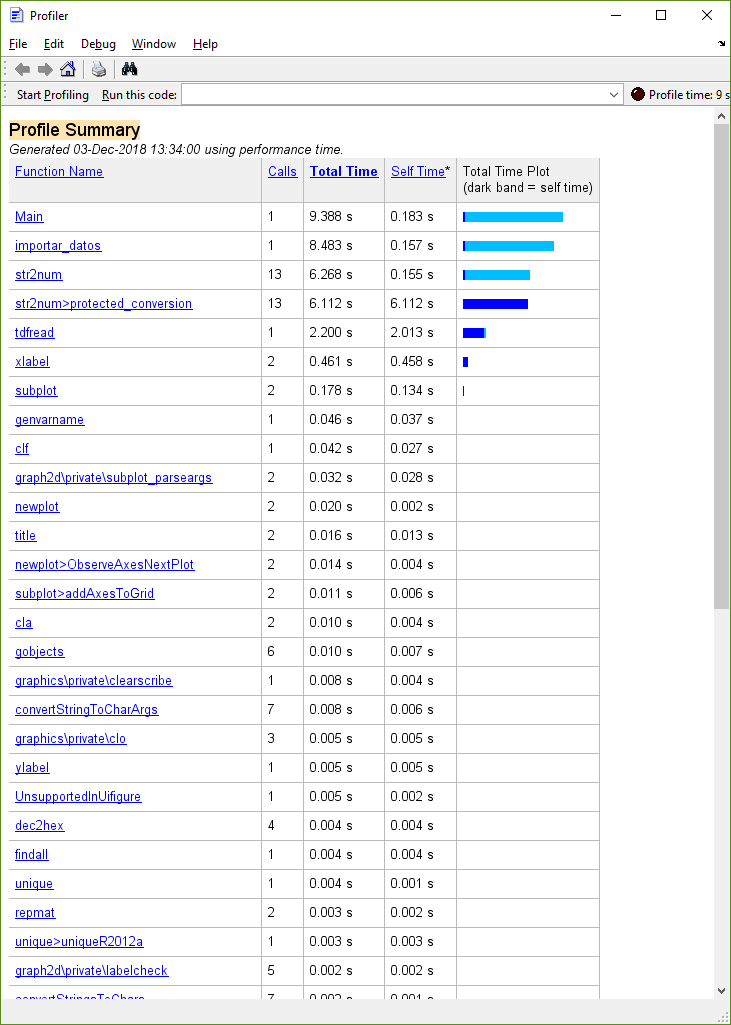 Profiler
File Edit Debug Window Help
Start Profiling Run this code: Profile time: 9 s
Profile Summary
Generated 03-Dec-2018 13:34:00 using performance time.
Function Name Calls Total Time Self Time* Total Time Plot
(dark band = self time)
Main 1 9.388 s 0.183 s
importar_datos 1 8.483 s 0.157 s
str2num 13 6.268 s 0.155 s
str2num>protected_conversion 13 6.112 s 6.112 s
tdfread 1 2.200 s 2.013 s
xlabel 2 0.461 s 0.458 s
subplot 2 0.178 s 0.134 s
genvarname 1 0.046 s 0.037 s
clf 1 0.042 s 0.027 s
graph2d\private\subplot_parseargs 2 0.032 s 0.028 s
newplot 2 0.020 s 0.002 s
title 2 0.016 s 0.013 s
newplot>ObserveAxesNextPlot 2 0.014 s 0.004 s
subplot>addAxesToGrid 2 0.011 s 0.006 s
cla 2 0.010 s 0.004 s
gobjects 6 0.010 s 0.007 s
graphics\private\clearscribe 1 0.008 s 0.004 s
convertStringToCharArgs 7 0.008 s 0.006 s
graphics\private\clo 3 0.005 s 0.005 s
ylabel 1 0.005 s 0.005 s
UnsupportedInUifigure 1 0.005 s 0.002 s
dec2hex 4 0.004 s 0.004 s
findall 1 0.004 s 0.004 s
unique 1 0.004 s 0.001 s
repmat 2 0.003 s 0.002 s
unique>uniqueR2012a 1 0.003 s 0.003 s
graph2d\private\labelcheck 5 0.002 s 0.002 s
convertStringsToChars 7 0.002 s 0.001 s